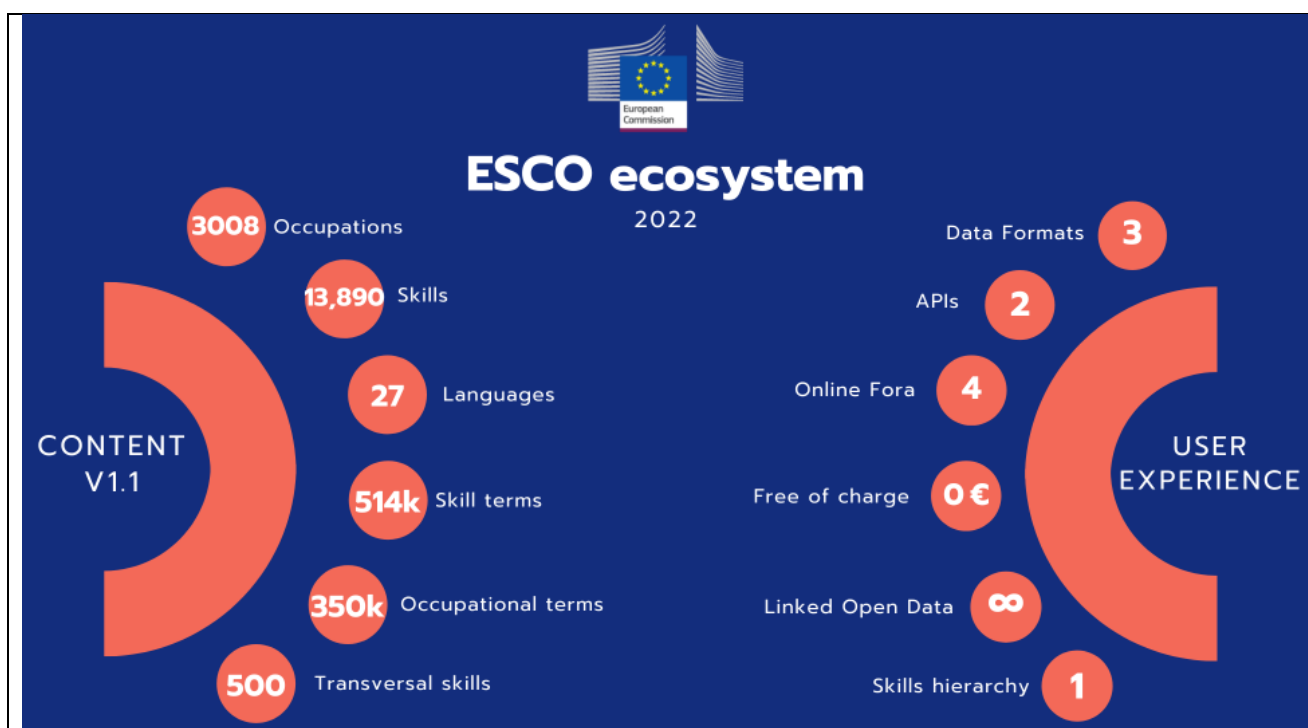 European
Commission
ESCO ecosystem
2022
3008 Occupations
13,890 Skills
27 Languages
514k Skill terms
350k Occupational terms
500 Transversal skills
CONTENT
V1.1
Data Formats 3
APIs 2
Online Fora 4
Free of charge 0 €
Linked Open Data ∞
Skills hierarchy 1
USER
EXPERIENCE